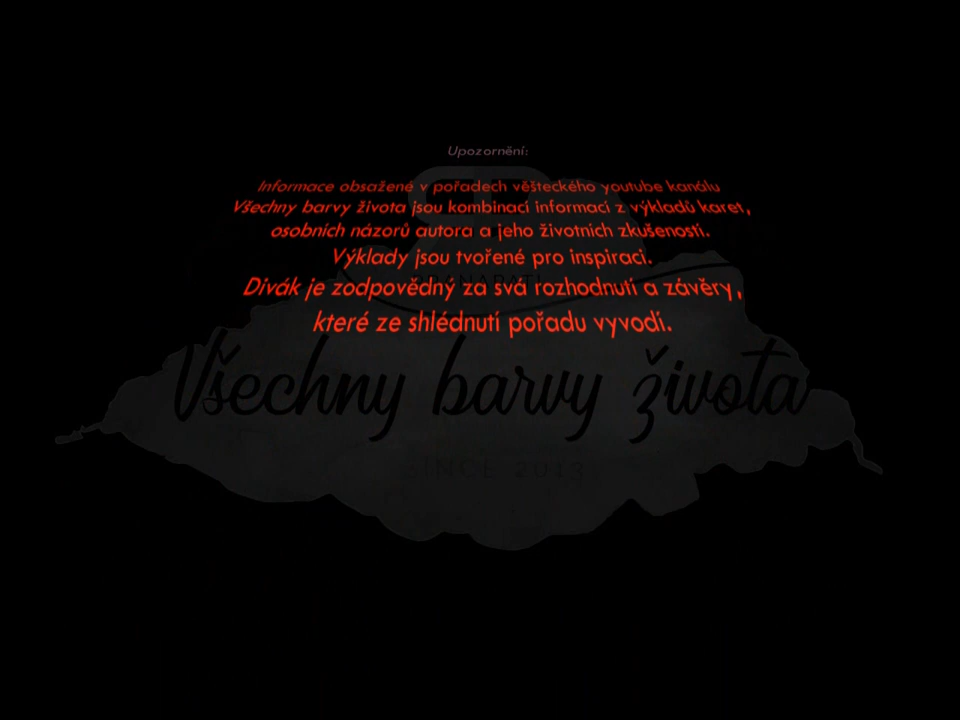 Upozornění:
Informace obsažené v pořadech věšteckého youtube kanálu
Všechny barvy života jsou kombinací informací z výkladů karet,
osobních názorů autora a jeho životních zkušeností.
Výklady jsou tvořené pro inspiraci.
Divák je zodpovědný za svá rozhodnutí a závěry,
které ze shlédnutí pořadu vyvodí.
Všechny barvy života
SINCE 2013